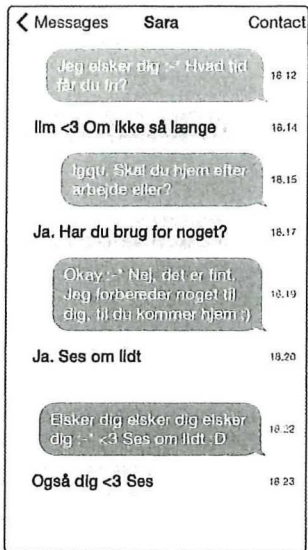 Messages Sara Contact
Jeg elsker dig :-* Hvad tid
får du fri?
18.12
Ilm <3 Om ikke så længe 18.14
Iggu. Skal du hjem efter
arbejde eller?
18.15
Ja. Har du brug for noget? 18.17
Okay :-* Nej, det er fint.
Jeg forbereder noget til
dig, til du kommer hjem ;)
18.19
Ja. Ses om lidt 18.20
Elsker dig elsker dig elsker
dig :-* <3 Ses om lidt :D
18.22
Også dig <3 Ses 18.23